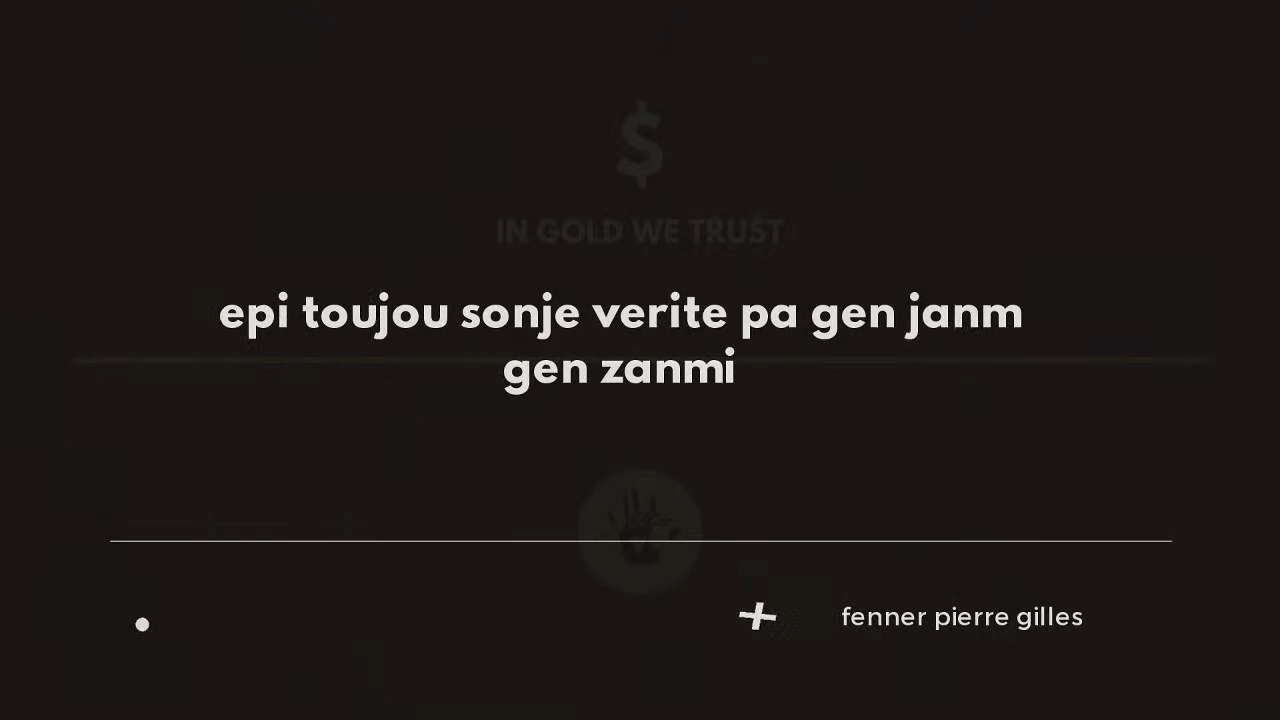 $
IN GOLD WE TRUST
epi toujou sonje verite pa gen janm
gen zanmi
fenner pierre gilles